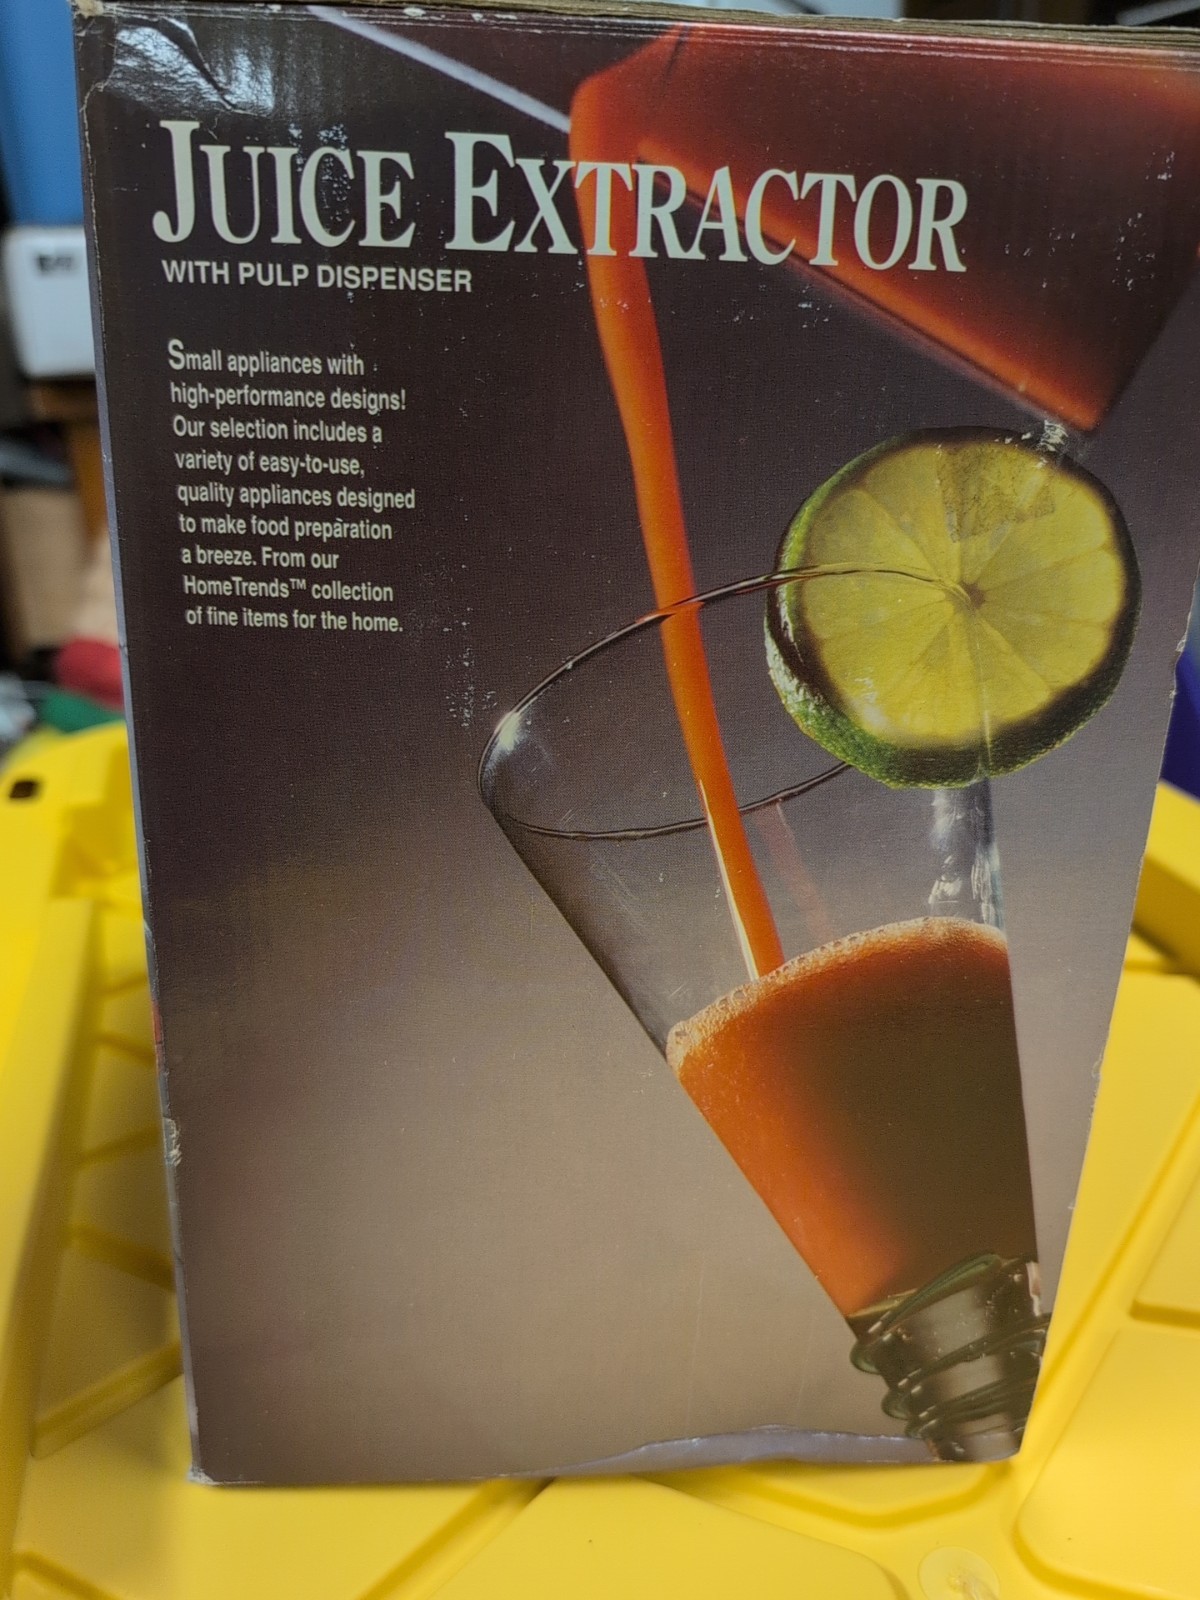 JUICE EXTRACTOR
WITH PULP DISPENSER
Small appliances with
high-performance designs!
Our selection includes a
variety of easy-to-use,
quality appliances designed
to make food preparation
a breeze. From our
HomeTrends™ collection
of fine items for the home.